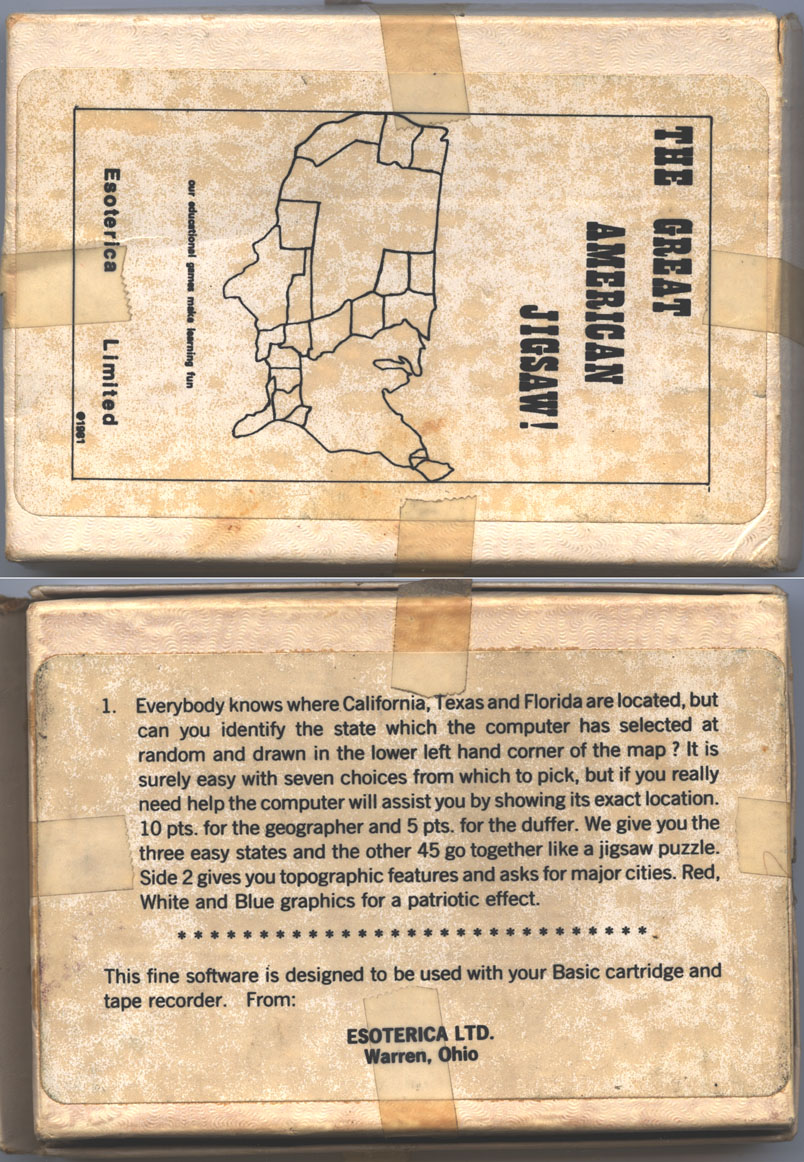 THE GREAT
AMERICAN
JIGSAW!
our educational games make learning fun
Esoterica Limited
©1981
1. Everybody knows where California, Texas and Florida are located, but
can you identify the state which the computer has selected at
random and drawn in the lower left hand corner of the map ? It is
surely easy with seven choices from which to pick, but if you really
need help the computer will assist you by showing its exact location.
10 pts. for the geographer and 5 pts. for the duffer. We give you the
three easy states and the other 45 go together like a jigsaw puzzle.
Side 2 gives you topographic features and asks for major cities. Red,
White and Blue graphics for a patriotic effect.
* * * * * * * * * * * * * * * * * * * * * * * * * * * * *
This fine software is designed to be used with your Basic cartridge and
tape recorder. From:
ESOTERICA LTD.
Warren, Ohio